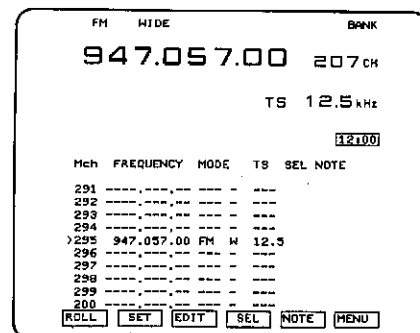 FM WIDE BANK
947.057.00 207CH
TS 12.5kHz
12:00
Mch FREQUENCY MODE TS SEL NOTE
291 ----.---.-- --- - ---
292 ----.---.-- --- - ---
293 ----.---.-- --- - ---
294 ----.---.-- --- - ---
>295 947.057.00 FM W 12.5
296 ----.---.-- --- - ---
297 ----.---.-- --- - ---
298 ----.---.-- --- - ---
299 ----.---.-- --- - ---
200 ----.---.-- --- - ---
ROLL SET EDIT SEL NOTE MENU